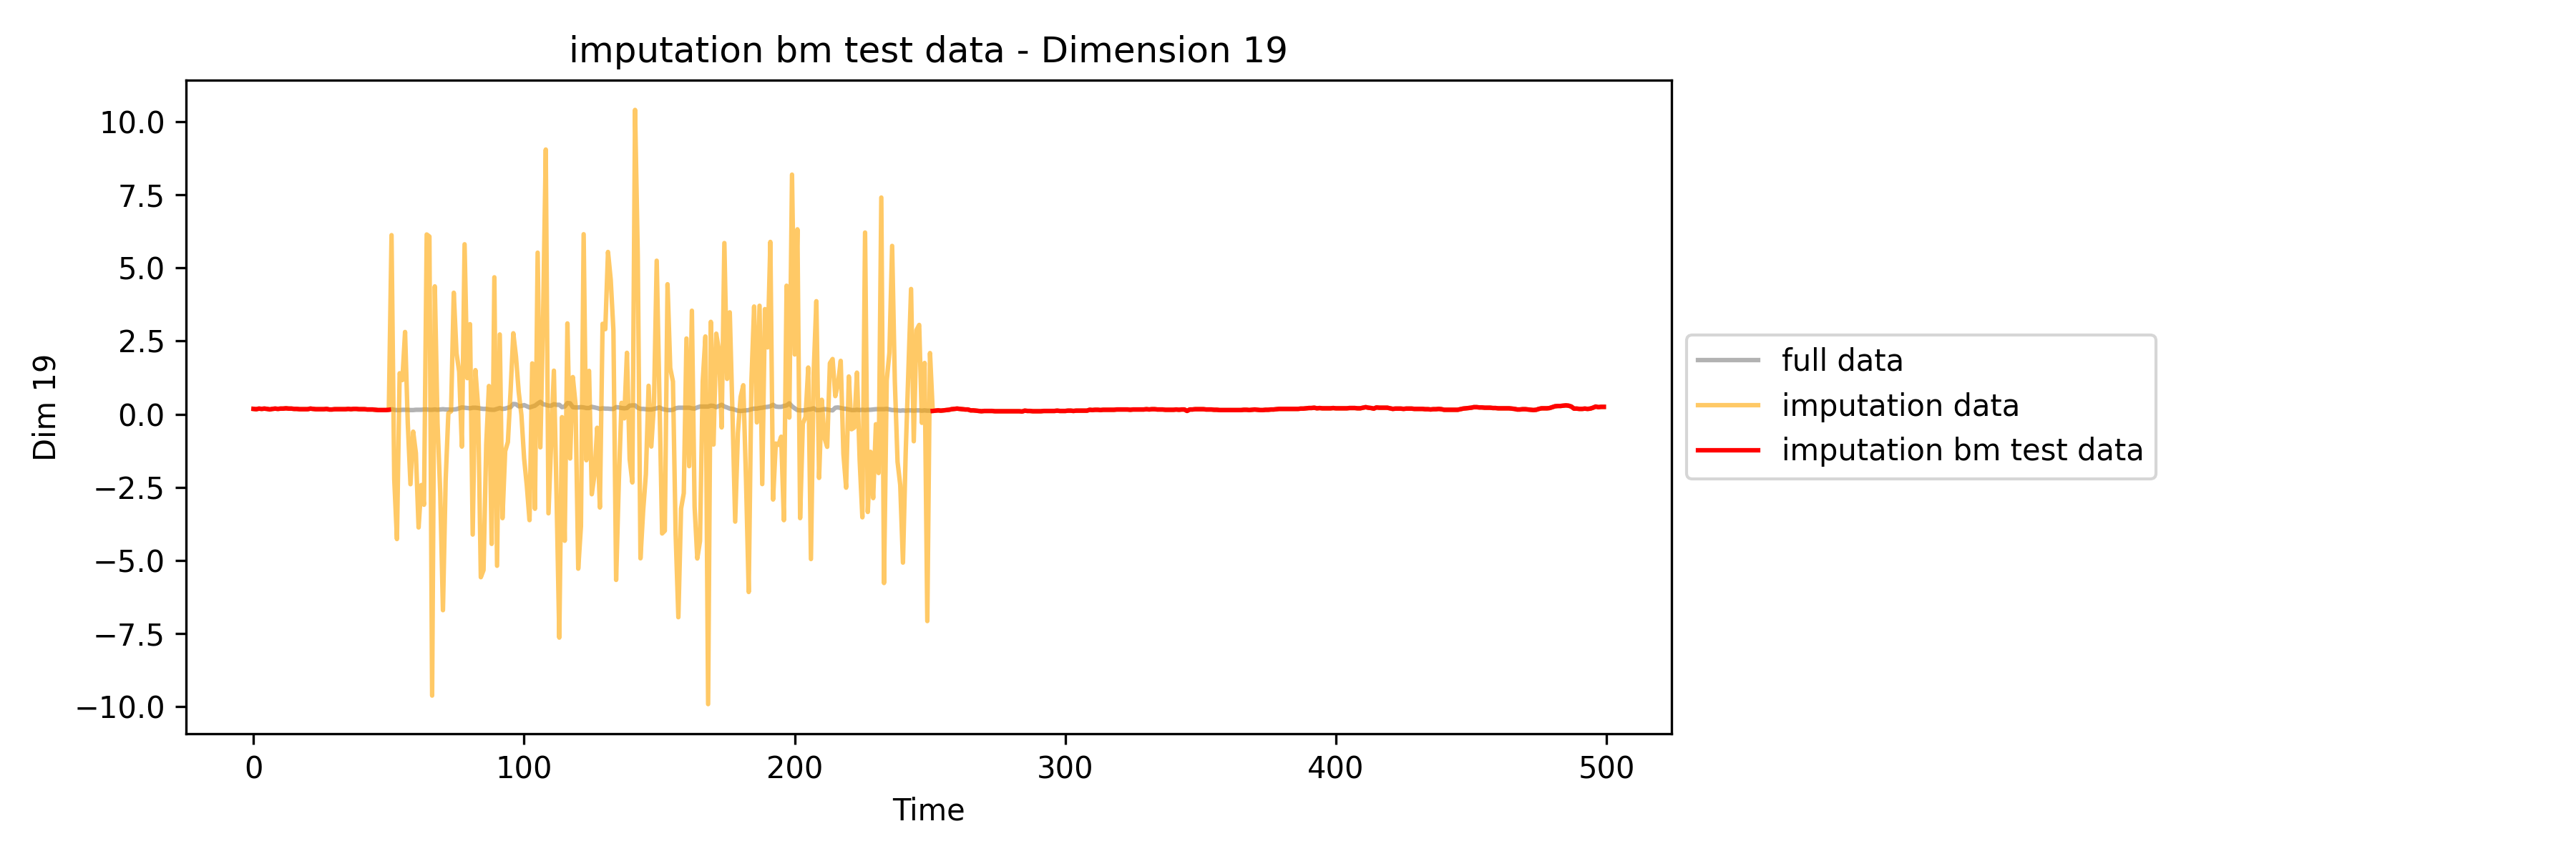 imputation bm test data - Dimension 19
10.0
7.5
5.0
2.5
0.0
−2.5
−5.0
−7.5
−10.0
Dim 19
0 100 200 300 400 500
Time
full data
imputation data
imputation bm test data